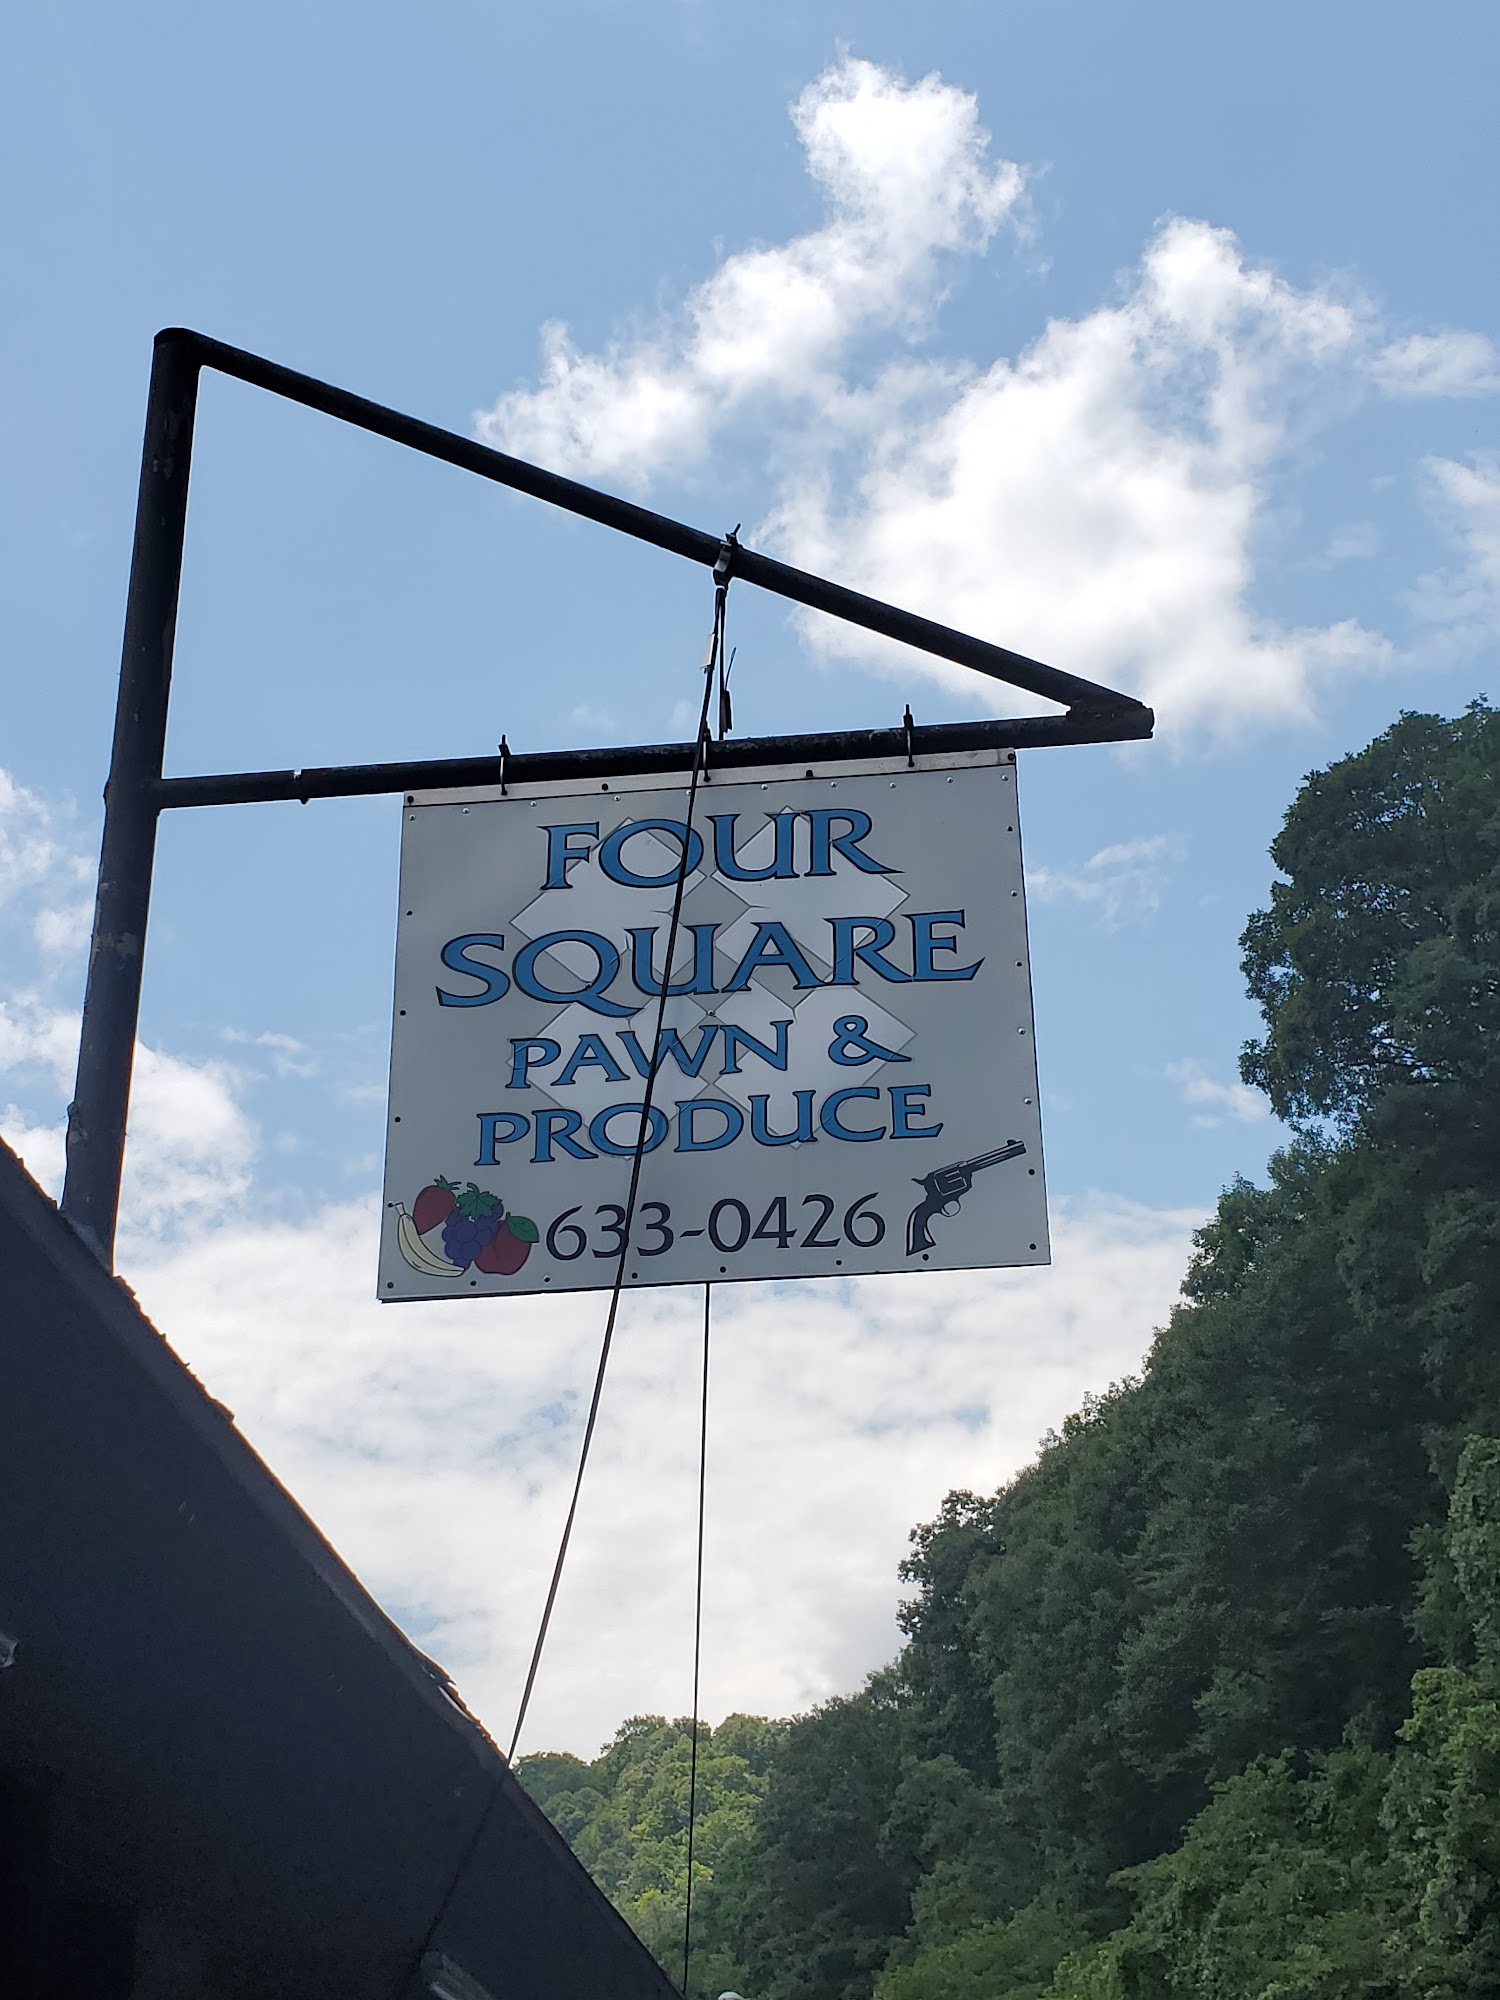 FOUR
SQUARE
PAWN &
PRODUCE
633-0426